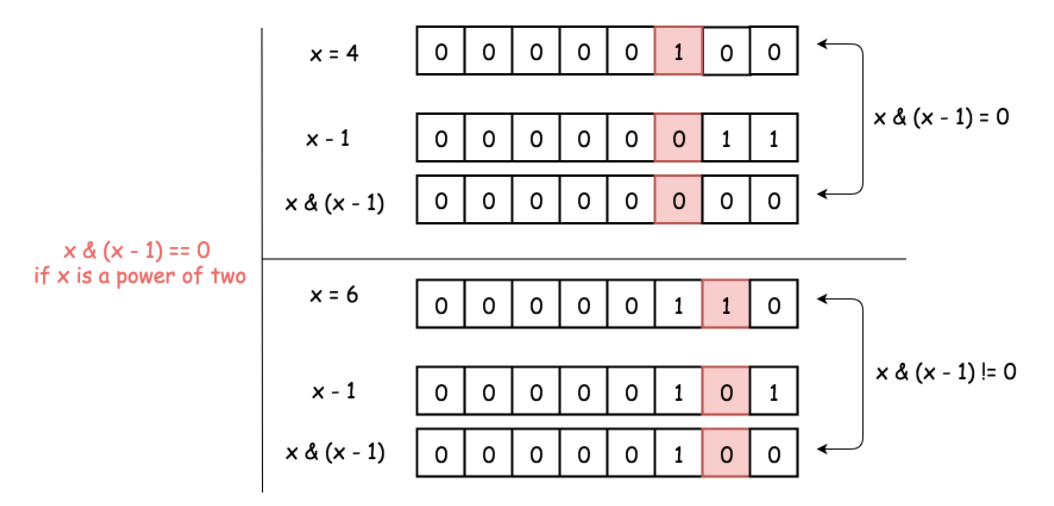 x = 4 0 0 0 0 0 1 0 0
x - 1 0 0 0 0 0 0 1 1
x & (x - 1) 0 0 0 0 0 0 0 0
x & (x - 1) = 0
x & (x - 1) == 0
if x is a power of two
x = 6 0 0 0 0 0 1 1 0
x - 1 0 0 0 0 0 1 0 1
x & (x - 1) 0 0 0 0 0 1 0 0
x & (x - 1) != 0